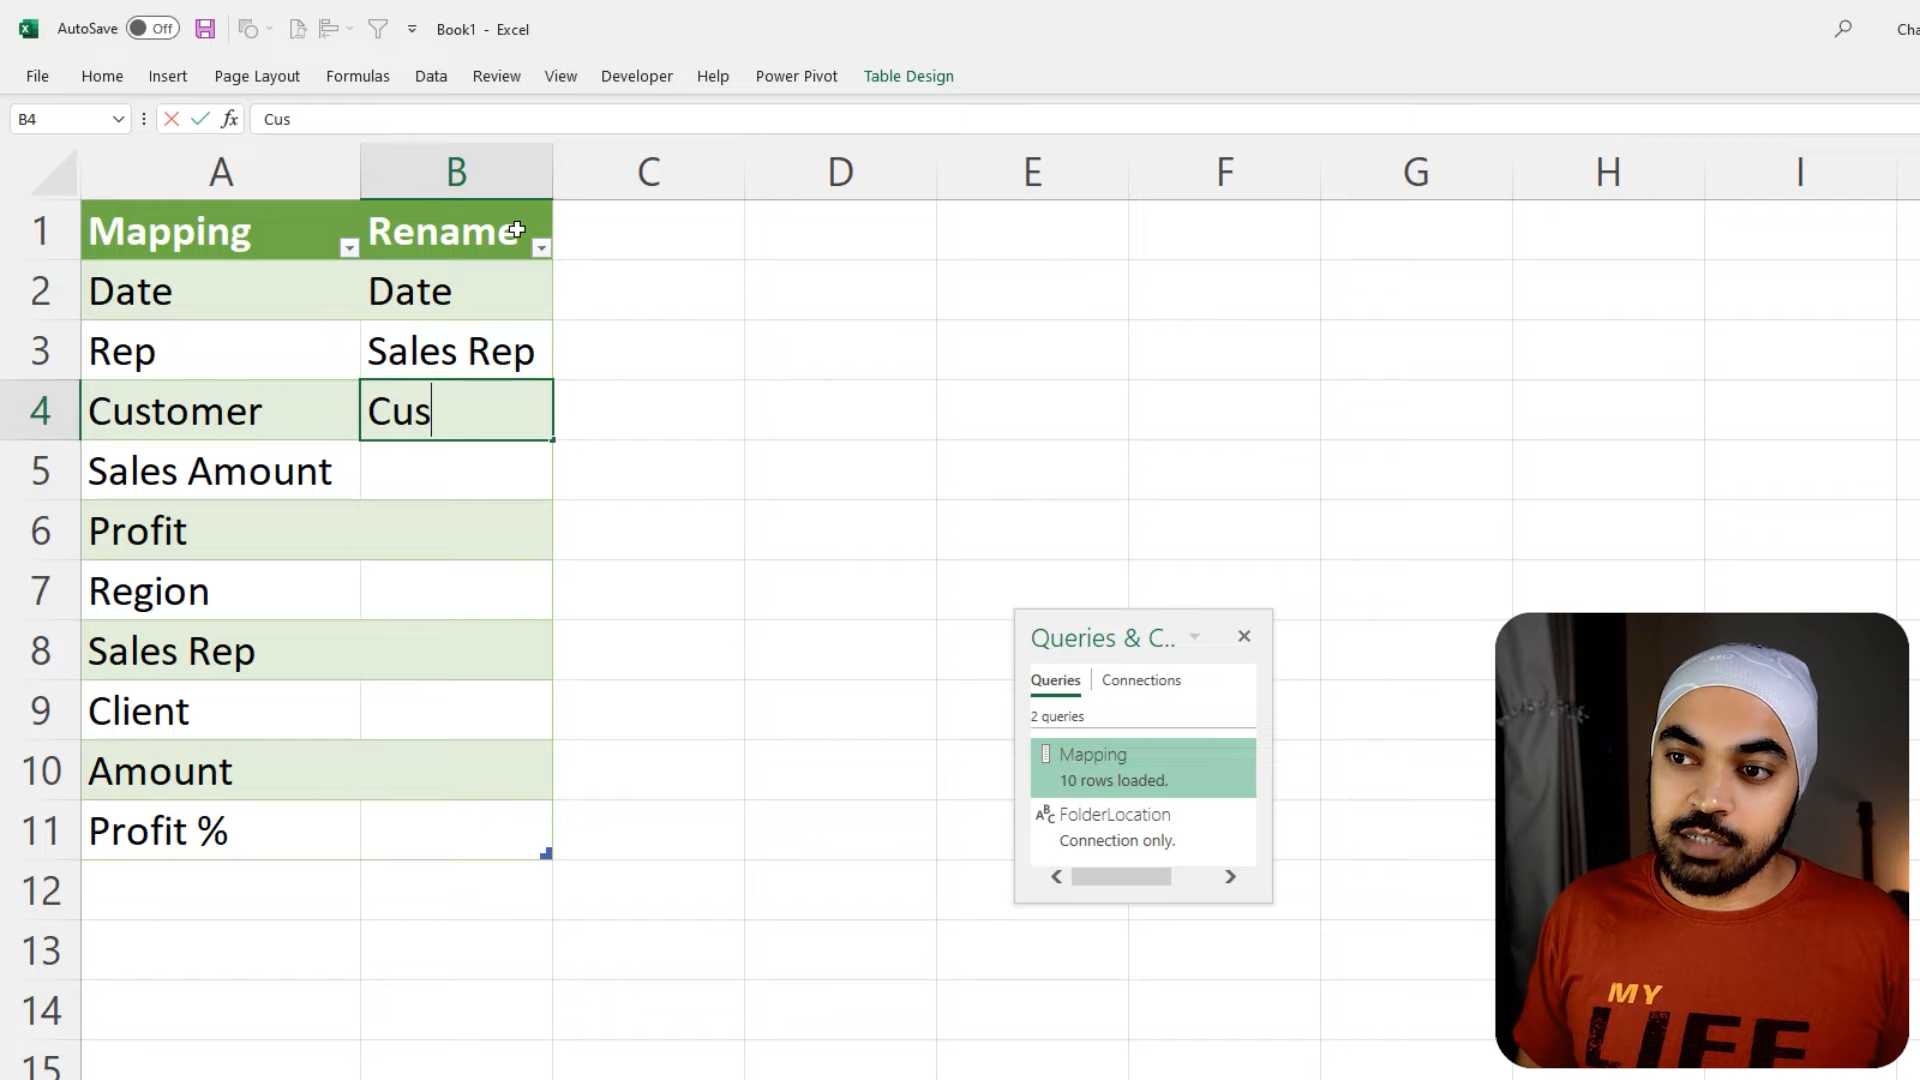 AutoSave Off Book1 - Excel Cha
File Home Insert Page Layout Formulas Data Review View Developer Help Power Pivot Table Design
B4 fx Cus
A B C D E F G H I
1 Mapping Rename
2 Date Date
3 Rep Sales Rep
4 Customer Cus
5 Sales Amount
6 Profit
7 Region
8 Sales Rep
9 Client
10 Amount
11 Profit %
12
13
14
15
Queries & C..
Queries Connections
2 queries
Mapping
10 rows loaded.
ABC FolderLocation
Connection only.
MY
LIFE